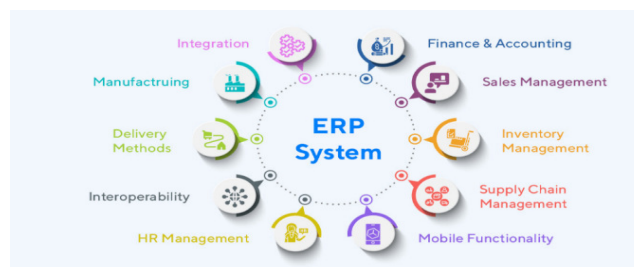 Integration
Finance & Accounting
Manufactruing
Sales Management
ERP
System
Delivery
Methods
Inventory
Management
Interoperability
Supply Chain
Management
HR Management
Mobile Functionality